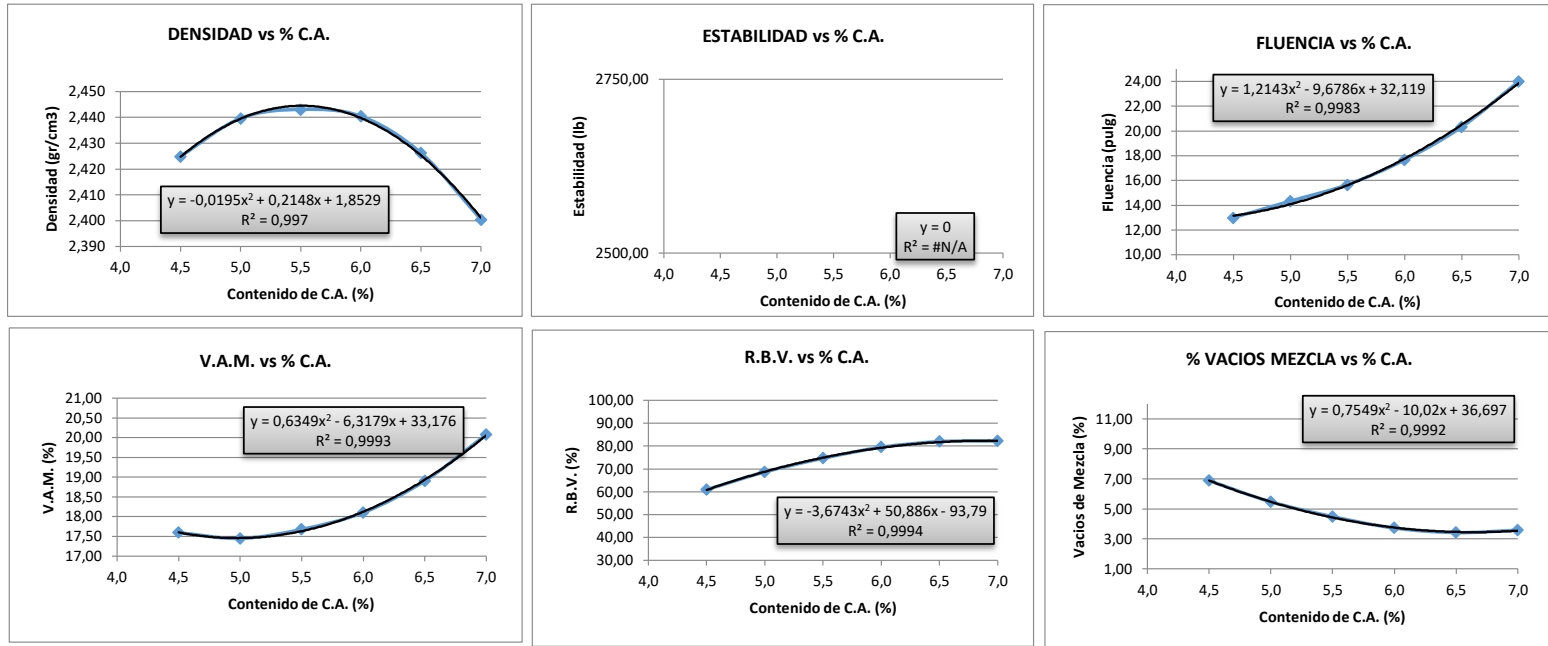 DENSIDAD vs % C.A.
Densidad (gr/cm3)
2,450
2,440
2,430
2,420
2,410
2,400
2,390
y = -0,0195x² + 0,2148x + 1,8529
R² = 0,997
4,0 4,5 5,0 5,5 6,0 6,5 7,0
Contenido de C.A. (%)
ESTABILIDAD vs % C.A.
Estabilidad (lb)
2750,00
2500,00
y = 0
R² = #N/A
4,0 4,5 5,0 5,5 6,0 6,5 7,0
Contenido de C.A. (%)
FLUENCIA vs % C.A.
Fluencia (pulg)
24,00
22,00
20,00
18,00
16,00
14,00
12,00
10,00
y = 1,2143x² - 9,6786x + 32,119
R² = 0,9983
4,0 4,5 5,0 5,5 6,0 6,5 7,0
Contenido de C.A. (%)
V.A.M. vs % C.A.
V.A.M. (%)
21,00
20,50
20,00
19,50
19,00
18,50
18,00
17,50
17,00
y = 0,6349x² - 6,3179x + 33,176
R² = 0,9993
4,0 4,5 5,0 5,5 6,0 6,5 7,0
Contenido de C.A. (%)
R.B.V. vs % C.A.
R.B.V. (%)
100,00
90,00
80,00
70,00
60,00
50,00
40,00
30,00
y = -3,6743x² + 50,886x - 93,79
R² = 0,9994
4,0 4,5 5,0 5,5 6,0 6,5 7,0
Contenido de C.A. (%)
% VACIOS MEZCLA vs % C.A.
Vacios de Mezcla (%)
11,00
9,00
7,00
5,00
3,00
1,00
y = 0,7549x² - 10,02x + 36,697
R² = 0,9992
4,0 4,5 5,0 5,5 6,0 6,5 7,0
Contenido de C.A. (%)